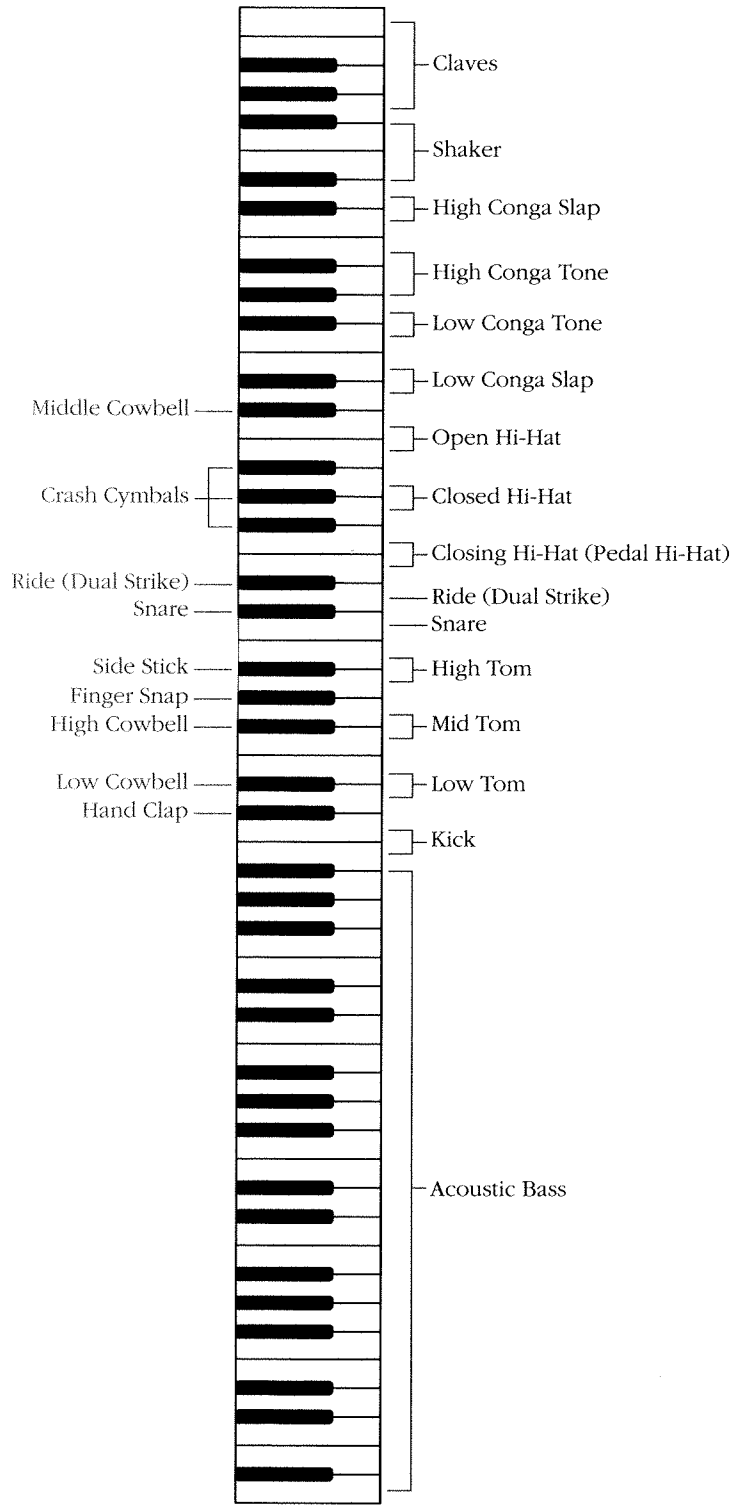 Claves
Shaker
High Conga Slap
High Conga Tone
Low Conga Tone
Low Conga Slap
Middle Cowbell
Open Hi-Hat
Crash Cymbals
Closed Hi-Hat
Closing Hi-Hat (Pedal Hi-Hat)
Ride (Dual Strike)
Ride (Dual Strike)
Snare
Snare
Side Stick
High Tom
Finger Snap
High Cowbell
Mid Tom
Low Cowbell
Low Tom
Hand Clap
Kick
Acoustic Bass